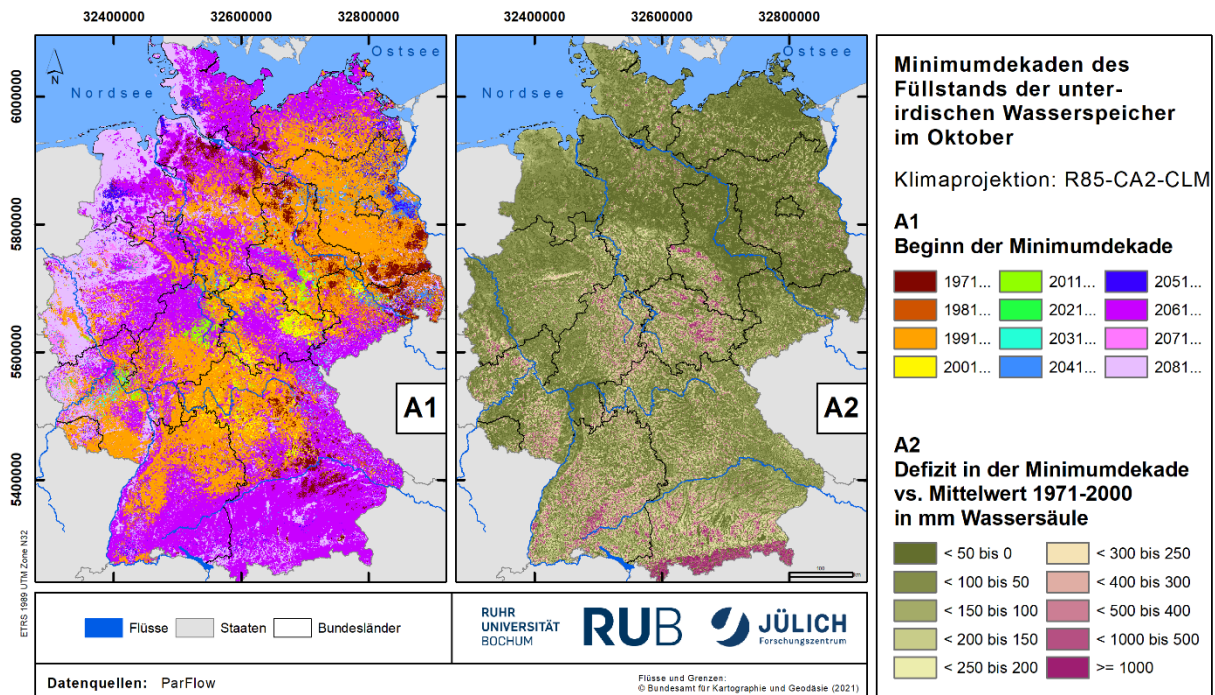 32400000 32600000 32800000
32400000 32600000 32800000
6000000
5800000
5600000
5400000
ETRS 1989 UTM Zone N32
N
Nordsee
Ostsee
A1
Nordsee
Ostsee
A2
100
km
Minimumdekaden des
Füllstands der unter-
irdischen Wasserspeicher
im Oktober
Klimaprojektion: R85-CA2-CLM
A1
Beginn der Minimumdekade
1971... 2011... 2051...
1981... 2021... 2061...
1991... 2031... 2071...
2001... 2041... 2081...
A2
Defizit in der Minimumdekade
vs. Mittelwert 1971-2000
in mm Wassersäule
< 50 bis 0 < 300 bis 250
< 100 bis 50 < 400 bis 300
< 150 bis 100 < 500 bis 400
< 200 bis 150 < 1000 bis 500
< 250 bis 200 >= 1000
Flüsse Staaten Bundesländer
RUHR
UNIVERSITÄT
BOCHUM
RUB
JÜLICH
Forschungszentrum
Datenquellen: ParFlow
Flüsse und Grenzen:
© Bundesamt für Kartographie und Geodäsie (2021)